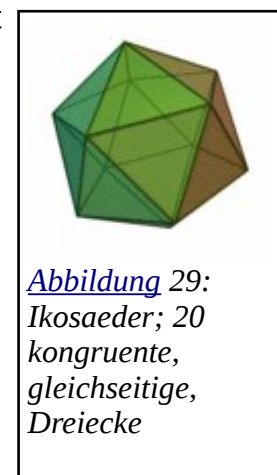 Abbildung 29:
Ikosaeder; 20
kongruente,
gleichseitige,
Dreiecke